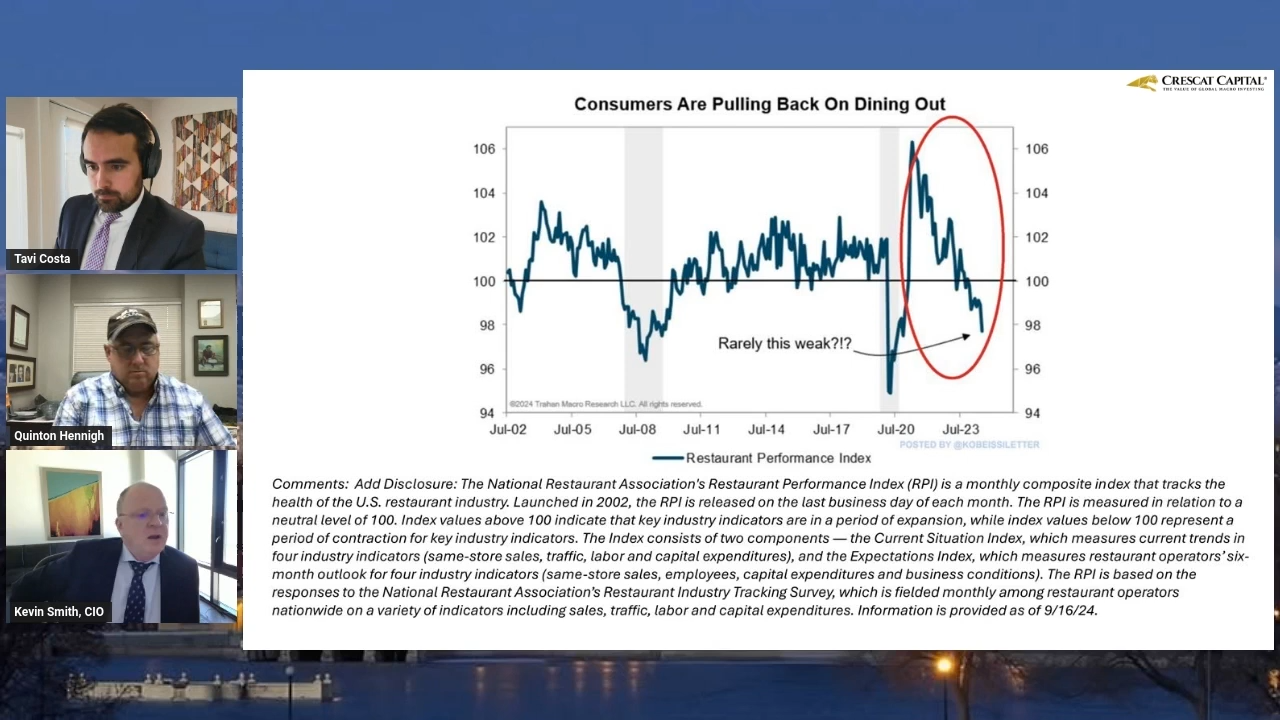 CRESCAT CAPITAL®
THE VALUE OF GLOBAL MACRO INVESTING
Consumers Are Pulling Back On Dining Out
106 106
104 104
102 102
100 100
98 98
Rarely this weak?!?
96 96
©2024 Trahan Macro Research LLC. All rights reserved.
94 94
Jul-02 Jul-05 Jul-08 Jul-11 Jul-14 Jul-17 Jul-20 Jul-23
POSTED BY @KOBEISSILETTER
Restaurant Performance Index
Comments: Add Disclosure: The National Restaurant Association's Restaurant Performance Index (RPI) is a monthly composite index that tracks the
health of the U.S. restaurant industry. Launched in 2002, the RPI is released on the last business day of each month. The RPI is measured in relation to a
neutral level of 100. Index values above 100 indicate that key industry indicators are in a period of expansion, while index values below 100 represent a
period of contraction for key industry indicators. The Index consists of two components — the Current Situation Index, which measures current trends in
four industry indicators (same-store sales, traffic, labor and capital expenditures), and the Expectations Index, which measures restaurant operators’ six-
month outlook for four industry indicators (same-store sales, employees, capital expenditures and business conditions). The RPI is based on the
responses to the National Restaurant Association’s Restaurant Industry Tracking Survey, which is fielded monthly among restaurant operators
nationwide on a variety of indicators including sales, traffic, labor and capital expenditures. Information is provided as of 9/16/24.
Tavi Costa
Quinton Hennigh
Kevin Smith, CIO